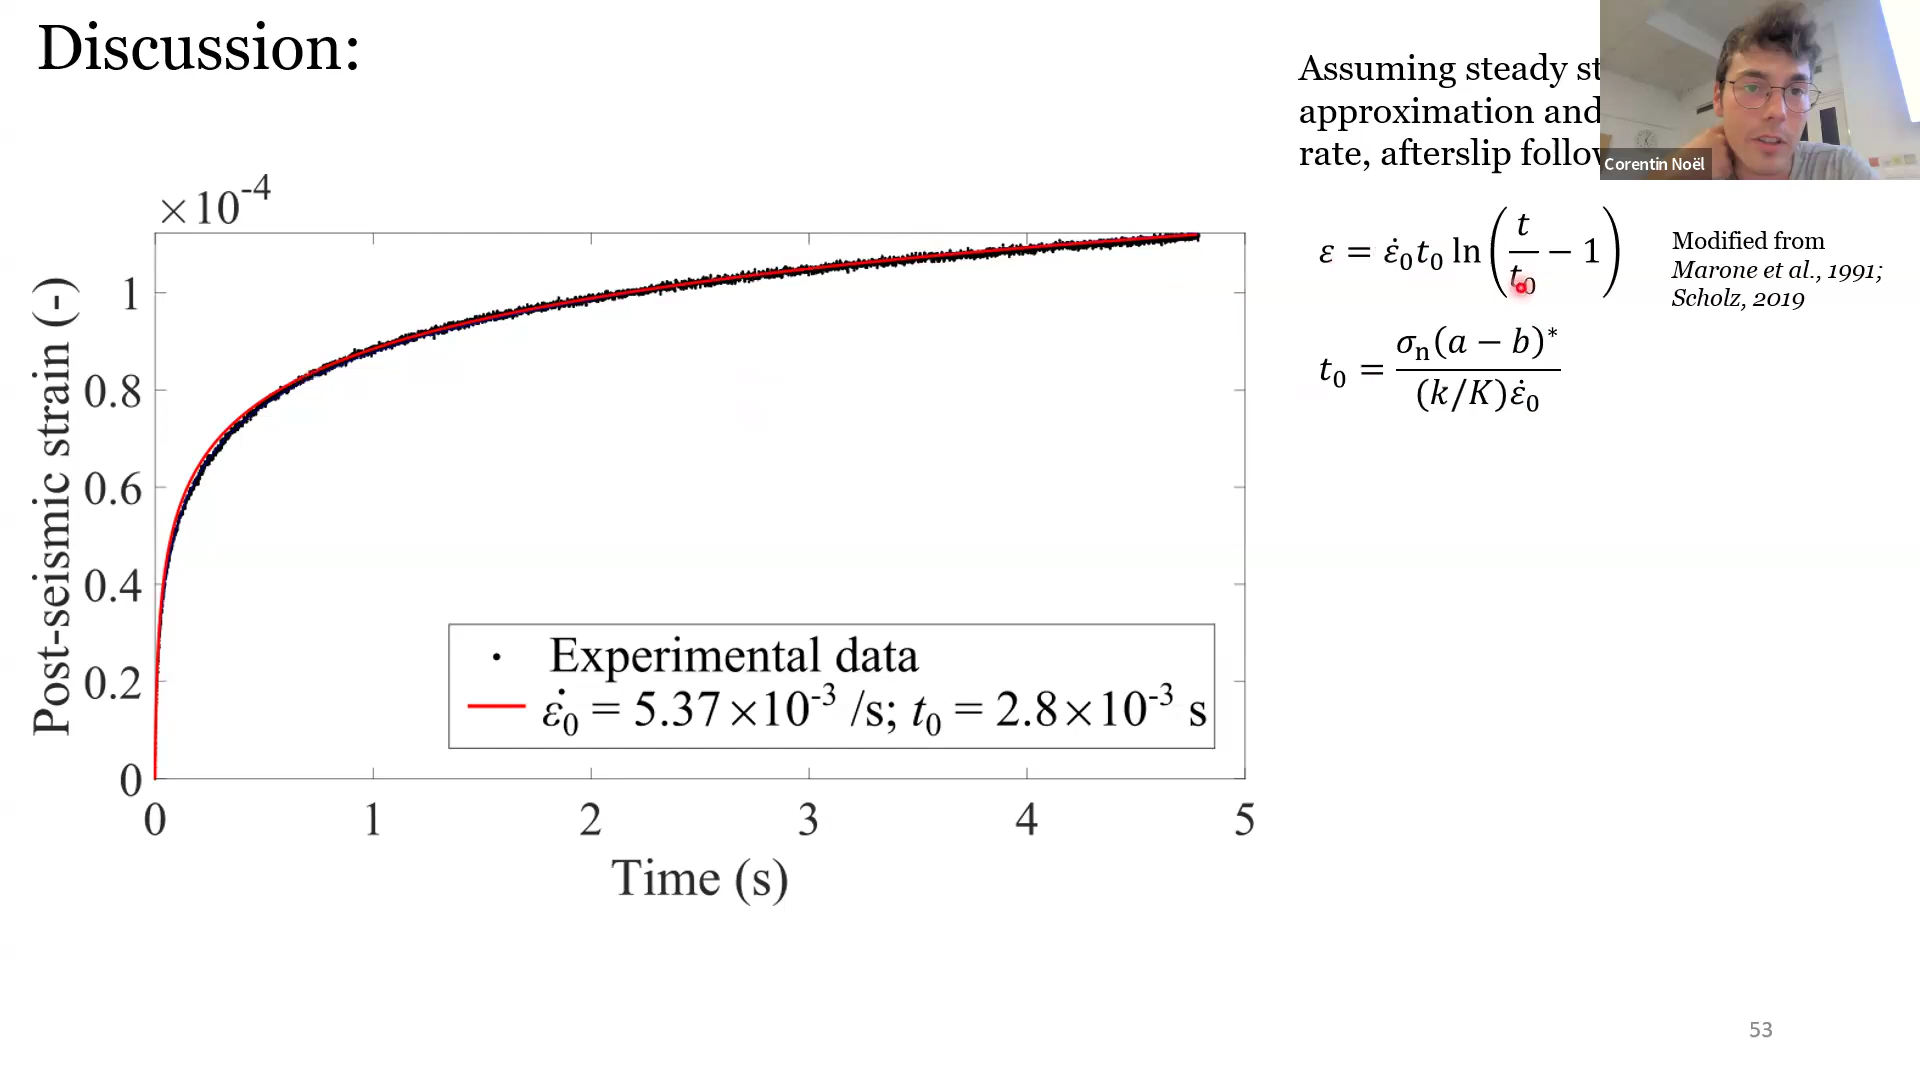 Discussion:
Assuming steady st
approximation and
rate, afterslip follow
Corentin Noël
ε = ε̇₀t₀ ln(t/t₀ − 1)
Modified from
Marone et al., 1991;
Scholz, 2019
t₀ = σₙ(a − b)*/(k/K)ε̇₀
×10⁻⁴
Post-seismic strain (-)
1
0.8
0.6
0.4
0.2
0
Experimental data
ε̇₀ = 5.37×10⁻³ /s; t₀ = 2.8×10⁻³ s
0 1 2 3 4 5
Time (s)
53